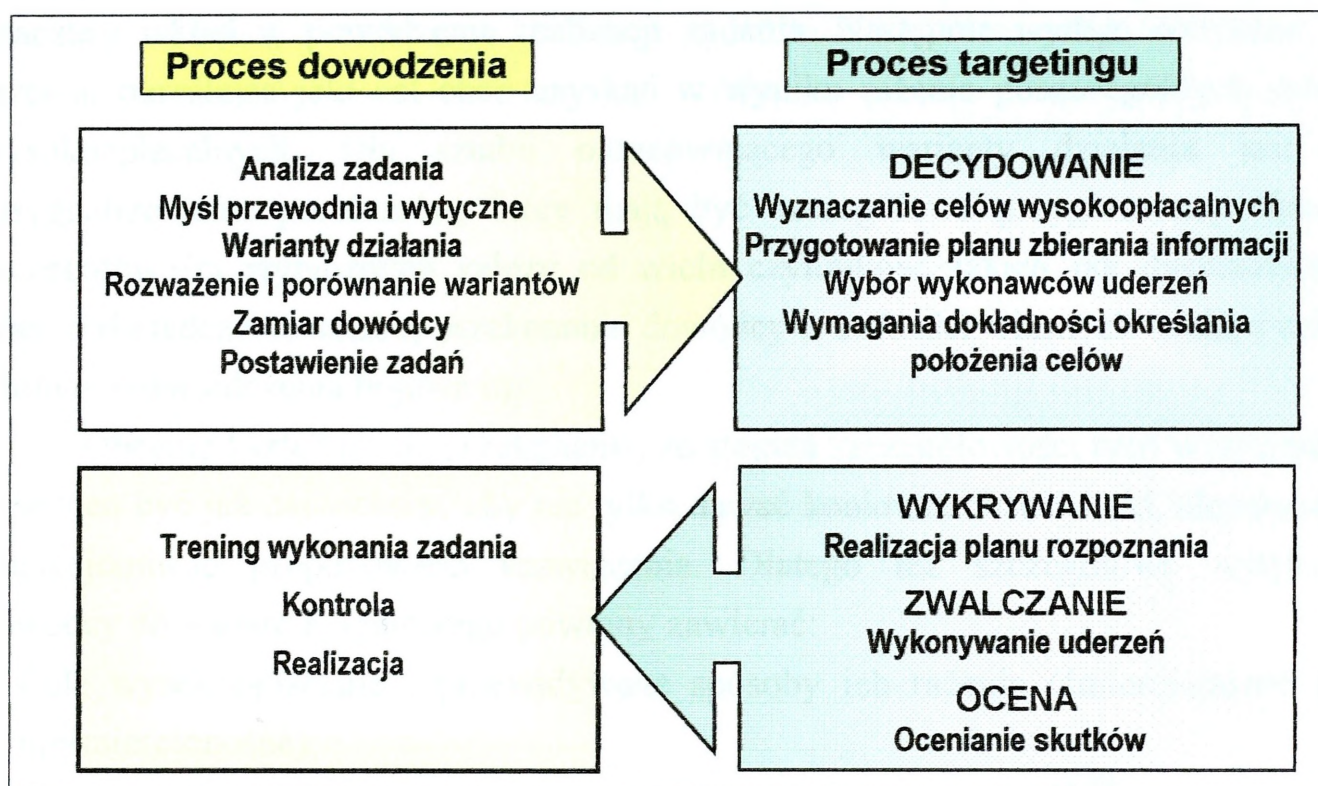 Proces dowodzenia
Proces targetingu
Analiza zadania
Myśl przewodnia i wytyczne
Warianty działania
Rozważenie i porównanie wariantów
Zamiar dowódcy
Postawienie zadań
DECYDOWANIE
Wyznaczanie celów wysokoopłacalnych
Przygotowanie planu zbierania informacji
Wybór wykonawców uderzeń
Wymagania dokładności określania
położenia celów
Trening wykonania zadania
Kontrola
Realizacja
WYKRYWANIE
Realizacja planu rozpoznania
ZWALCZANIE
Wykonywanie uderzeń
OCENA
Ocenianie skutków